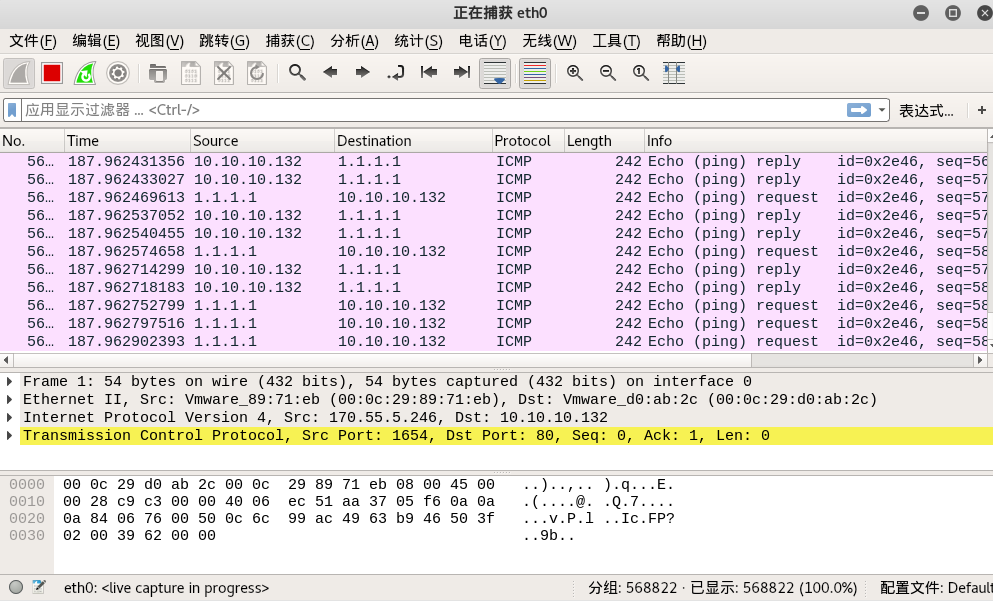 正在捕获 eth0
文件(F) 编辑(E) 视图(V) 跳转(G) 捕获(C) 分析(A) 统计(S) 电话(Y) 无线(W) 工具(T) 帮助(H)
应用显示过滤器 ... <Ctrl-/> 表达式... +
No. Time Source Destination Protocol Length Info
56... 187.962431356 10.10.10.132 1.1.1.1 ICMP 242 Echo (ping) reply id=0x2e46, seq=56
56... 187.962433027 10.10.10.132 1.1.1.1 ICMP 242 Echo (ping) reply id=0x2e46, seq=57
56... 187.962469613 1.1.1.1 10.10.10.132 ICMP 242 Echo (ping) request id=0x2e46, seq=57
56... 187.962537052 10.10.10.132 1.1.1.1 ICMP 242 Echo (ping) reply id=0x2e46, seq=57
56... 187.962540455 10.10.10.132 1.1.1.1 ICMP 242 Echo (ping) reply id=0x2e46, seq=57
56... 187.962574658 1.1.1.1 10.10.10.132 ICMP 242 Echo (ping) request id=0x2e46, seq=58
56... 187.962714299 10.10.10.132 1.1.1.1 ICMP 242 Echo (ping) reply id=0x2e46, seq=57
56... 187.962718183 10.10.10.132 1.1.1.1 ICMP 242 Echo (ping) reply id=0x2e46, seq=58
56... 187.962752799 1.1.1.1 10.10.10.132 ICMP 242 Echo (ping) request id=0x2e46, seq=58
56... 187.962797516 1.1.1.1 10.10.10.132 ICMP 242 Echo (ping) request id=0x2e46, seq=58
56... 187.962902393 1.1.1.1 10.10.10.132 ICMP 242 Echo (ping) request id=0x2e46, seq=58
Frame 1: 54 bytes on wire (432 bits), 54 bytes captured (432 bits) on interface 0
Ethernet II, Src: Vmware_89:71:eb (00:0c:29:89:71:eb), Dst: Vmware_d0:ab:2c (00:0c:29:d0:ab:2c)
Internet Protocol Version 4, Src: 170.55.5.246, Dst: 10.10.10.132
Transmission Control Protocol, Src Port: 1654, Dst Port: 80, Seq: 0, Ack: 1, Len: 0
0000 00 0c 29 d0 ab 2c 00 0c 29 89 71 eb 08 00 45 00 ..)..,.. ).q...E.
0010 00 28 c9 c3 00 00 40 06 ec 51 aa 37 05 f6 0a 0a .(....@. .Q.7....
0020 0a 84 06 76 00 50 0c 6c 99 ac 49 63 b9 46 50 3f ...v.P.l ..Ic.FP?
0030 02 00 39 62 00 00 ..9b..
eth0: <live capture in progress> 分组: 568822 · 已显示: 568822 (100.0%) 配置文件: Default